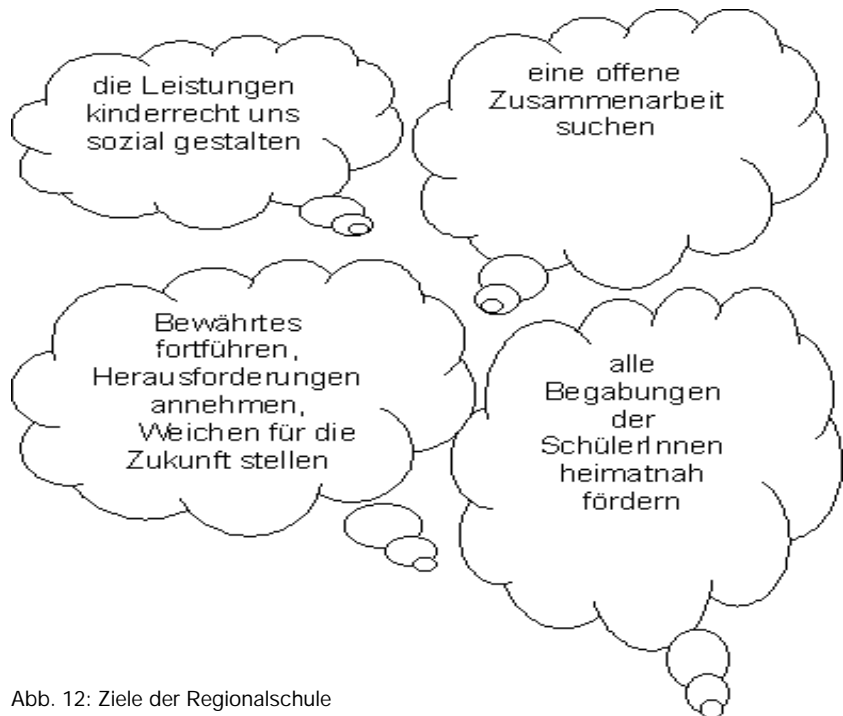 die Leistungen
kinderrecht uns
sozial gestalten
eine offene
Zusammenarbeit
suchen
Bewährtes
fortführen,
Herausforderungen
annehmen,
Weichen für die
Zukunft stellen
alle
Begabungen
der
SchülerInnen
heimatnah
fördern
Abb. 12: Ziele der Regionalschule